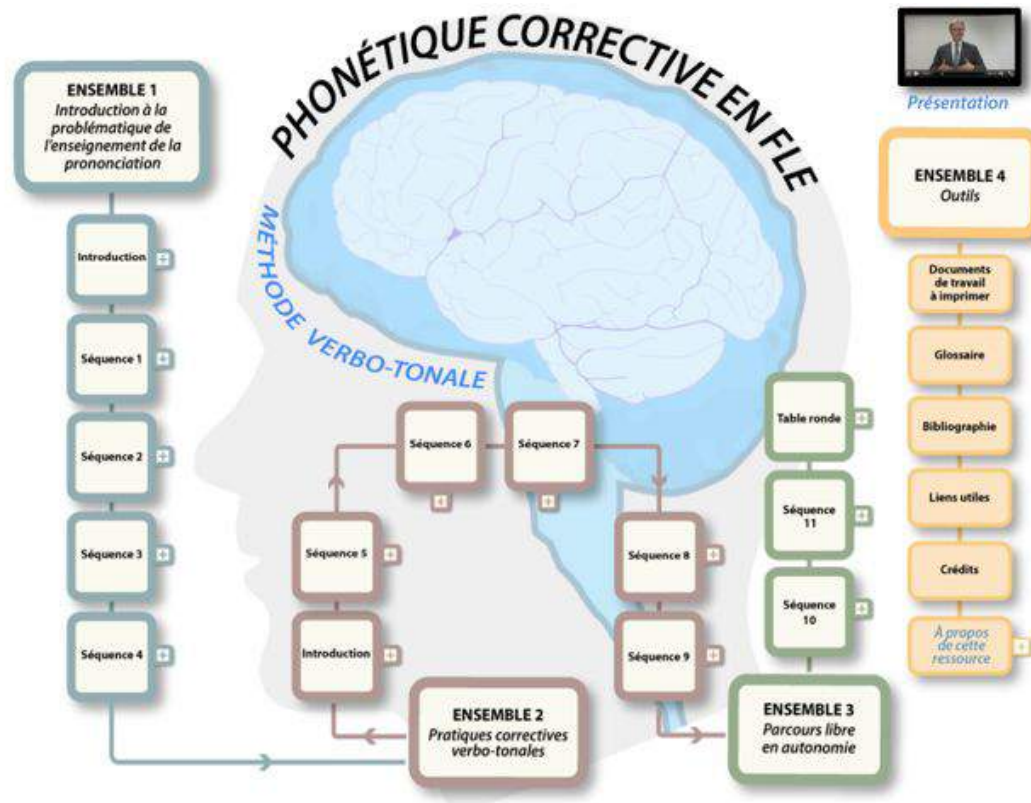 PHONÉTIQUE CORRECTIVE EN FLE
MÉTHODE VERBO-TONALE
Présentation
ENSEMBLE 1
Introduction à la
problématique de
l'enseignement de la
prononciation
Introduction
Séquence 1
Séquence 2
Séquence 3
Séquence 4
ENSEMBLE 2
Pratiques correctives
verbo-tonales
Introduction
Séquence 5
Séquence 6
Séquence 7
Séquence 8
Séquence 9
ENSEMBLE 3
Parcours libre
en autonomie
Séquence
10
Séquence
11
Table ronde
ENSEMBLE 4
Outils
Documents
de travail
à imprimer
Glossaire
Bibliographie
Liens utiles
Crédits
À propos
de cette
ressource